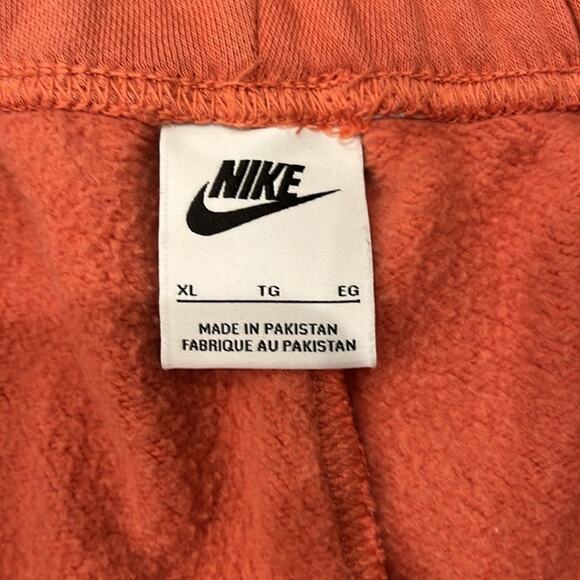 NIKE
XL TG EG
MADE IN PAKISTAN
FABRIQUE AU PAKISTAN